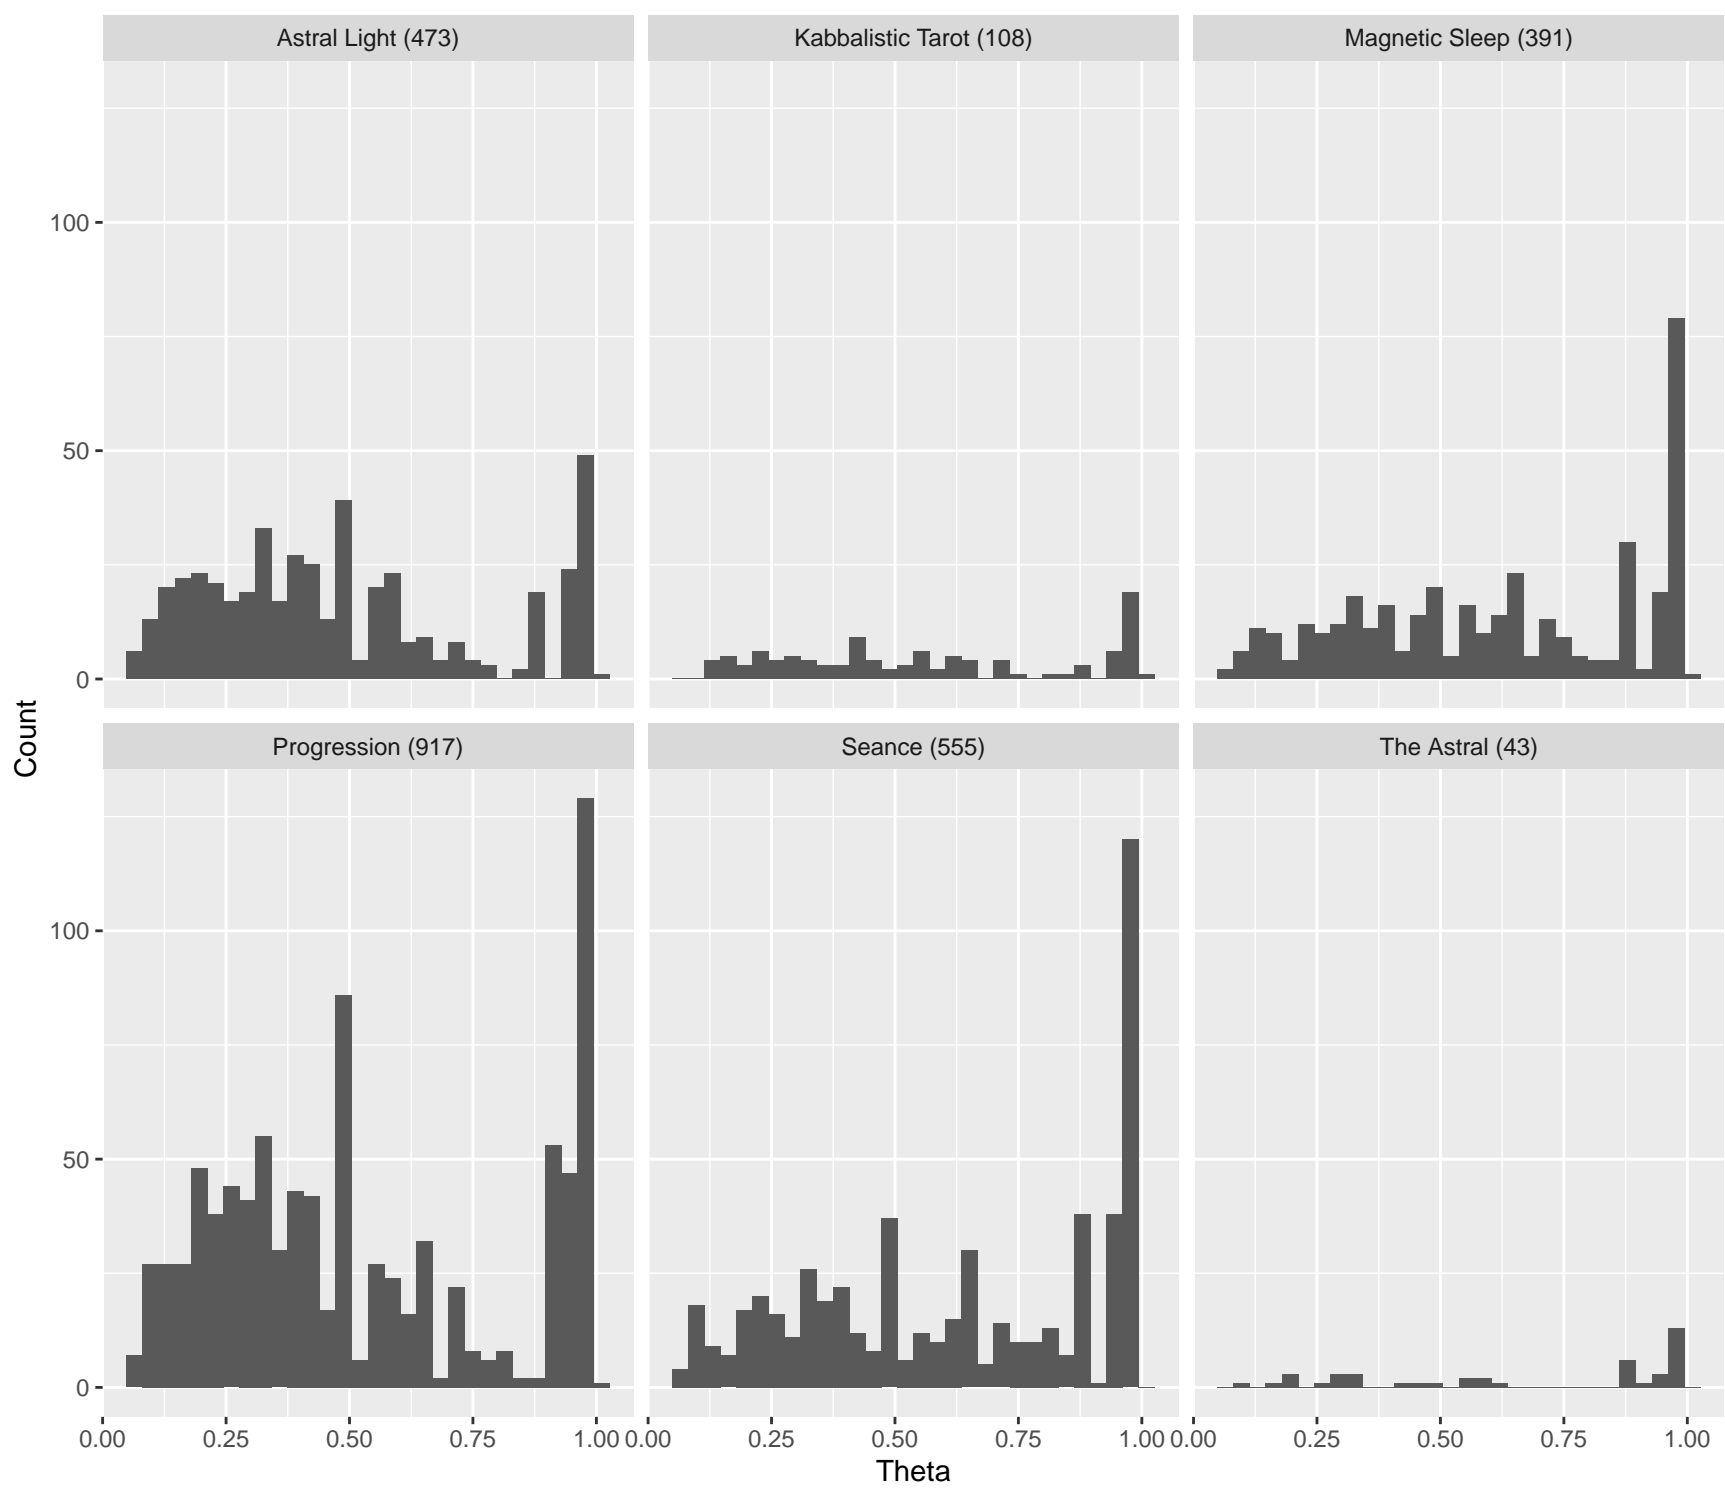 Astral Light (473)
Kabbalistic Tarot (108)
Magnetic Sleep (391)
100
50
0
Count
Progression (917)
Seance (555)
The Astral (43)
100
50
0
0.00 0.25 0.50 0.75 1.00 0.00 0.25 0.50 0.75 1.00 0.00 0.25 0.50 0.75 1.00
Theta